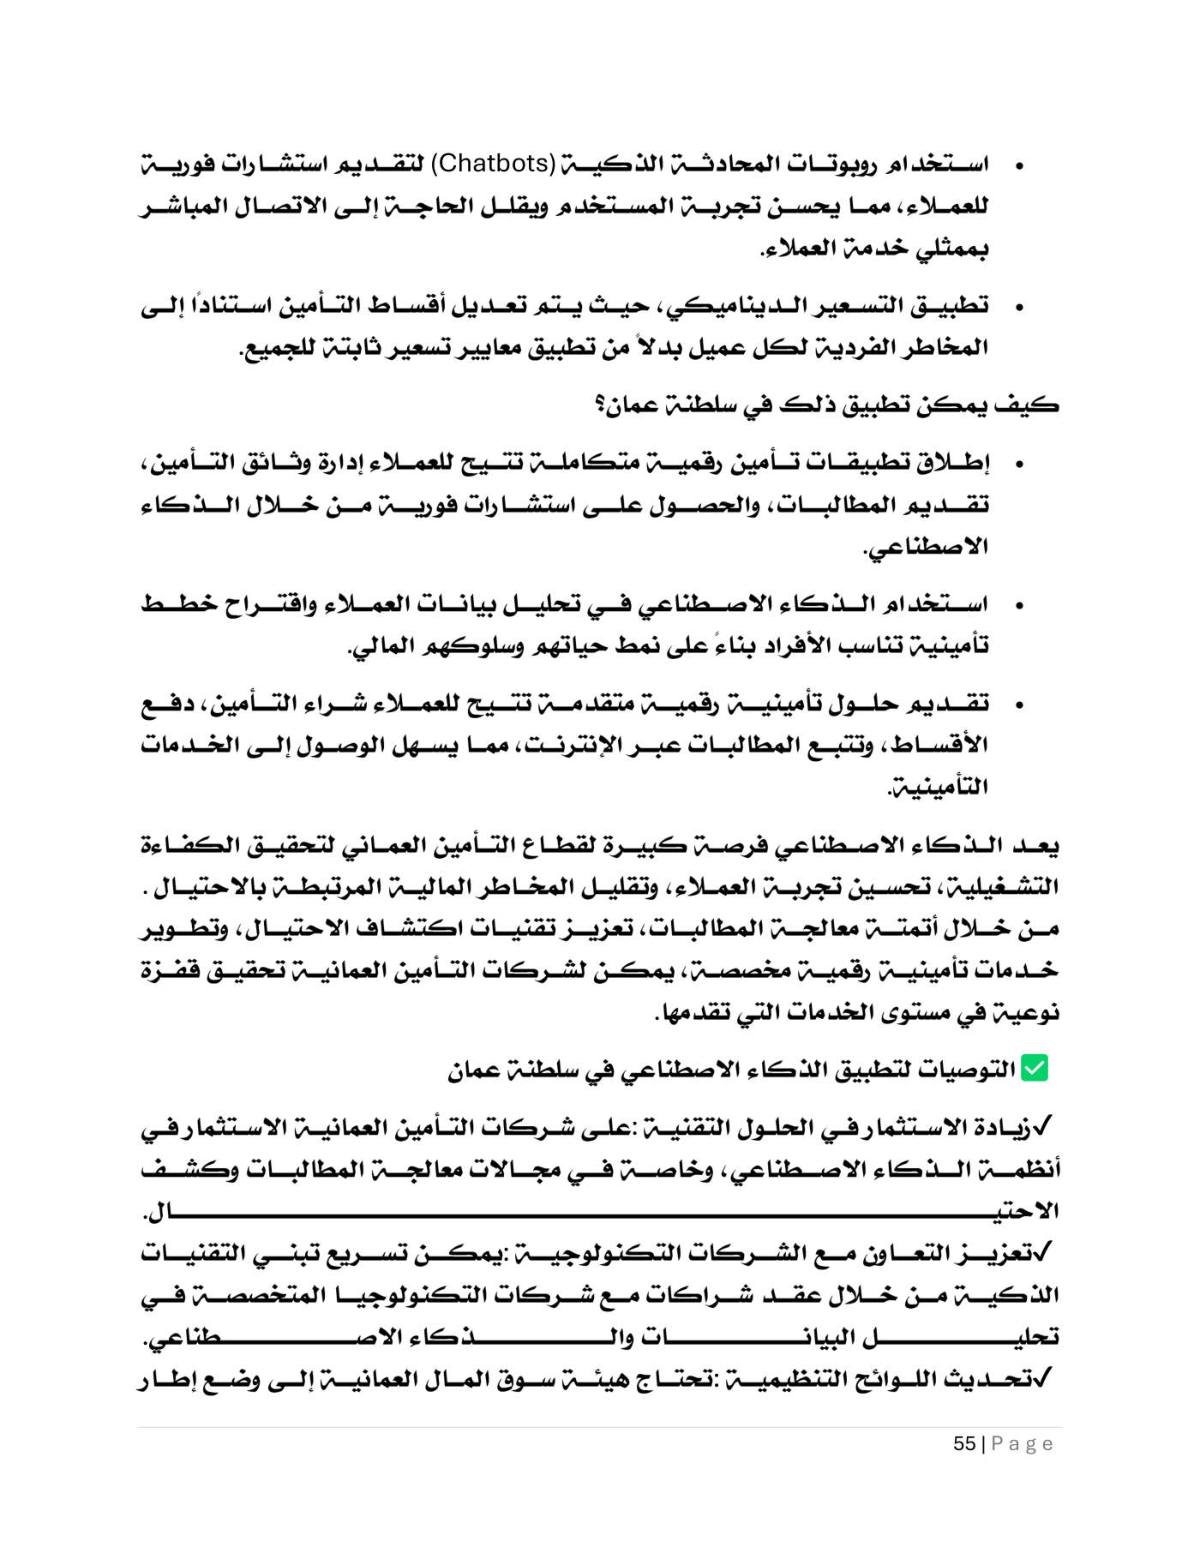 • استخدام روبوتات المحادثة الذكية (Chatbots) لتقديم استشارات فورية
للعملاء، مما يحسن تجربة المستخدم ويقلل الحاجة إلى الاتصال المباشر
بممثلي خدمة العملاء.
• تطبيق التسعير الديناميكي، حيث يتم تعديل أقساط التأمين استنادًا إلى
المخاطر الفردية لكل عميل بدلاً من تطبيق معايير تسعير ثابتة للجميع.
كيف يمكن تطبيق ذلك في سلطنة عمان؟
• إطلاق تطبيقات تأمين رقمية متكاملة تتيح للعملاء إدارة وثائق التأمين،
تقديم المطالبات، والحصول على استشارات فورية من خلال الذكاء
الاصطناعي.
• استخدام الذكاء الاصطناعي في تحليل بيانات العملاء واقتراح خطط
تأمينية تناسب الأفراد بناءً على نمط حياتهم وسلوكهم المالي.
• تقديم حلول تأمينية رقمية متقدمة تتيح للعملاء شراء التأمين، دفع
الأقساط، وتتبع المطالبات عبر الإنترنت، مما يسهل الوصول إلى الخدمات
التأمينية.
يعد الذكاء الاصطناعي فرصة كبيرة لقطاع التأمين العماني لتحقيق الكفاءة
التشغيلية، تحسين تجربة العملاء، وتقليل المخاطر المالية المرتبطة بالاحتيال .
من خلال أتمتة معالجة المطالبات، تعزيز تقنيات اكتشاف الاحتيال، وتطوير
خدمات تأمينية رقمية مخصصة، يمكن لشركات التأمين العمانية تحقيق قفزة
نوعية في مستوى الخدمات التي تقدمها.
✅ التوصيات لتطبيق الذكاء الاصطناعي في سلطنة عمان
✓زيادة الاستثمار في الحلول التقنية :على شركات التأمين العمانية الاستثمار في
أنظمة الذكاء الاصطناعي، وخاصة في مجالات معالجة المطالبات وكشف
الاحتيال.
✓تعزيز التعاون مع الشركات التكنولوجية :يمكن تسريع تبني التقنيات
الذكية من خلال عقد شراكات مع شركات التكنولوجيا المتخصصة في
تحليل البيانات والذكاء الاصطناعي.
✓تحديث اللوائح التنظيمية :تحتاج هيئة سوق المال العمانية إلى وضع إطار
55 | Page